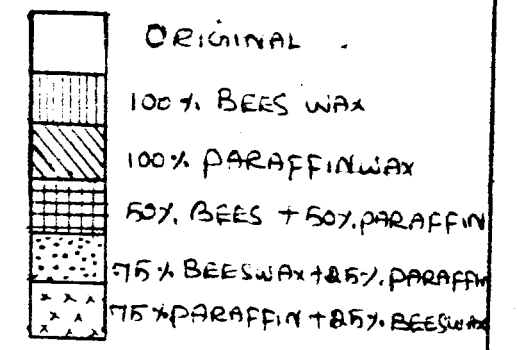 ORIGINAL
100% BEES WAX
100% PARAFFINWAX
50%. BEES + 50%.PARAFFIN
75% BEESWAX+25%. PARAFFIN
75%PARAFFIN+25%.BEESWAX